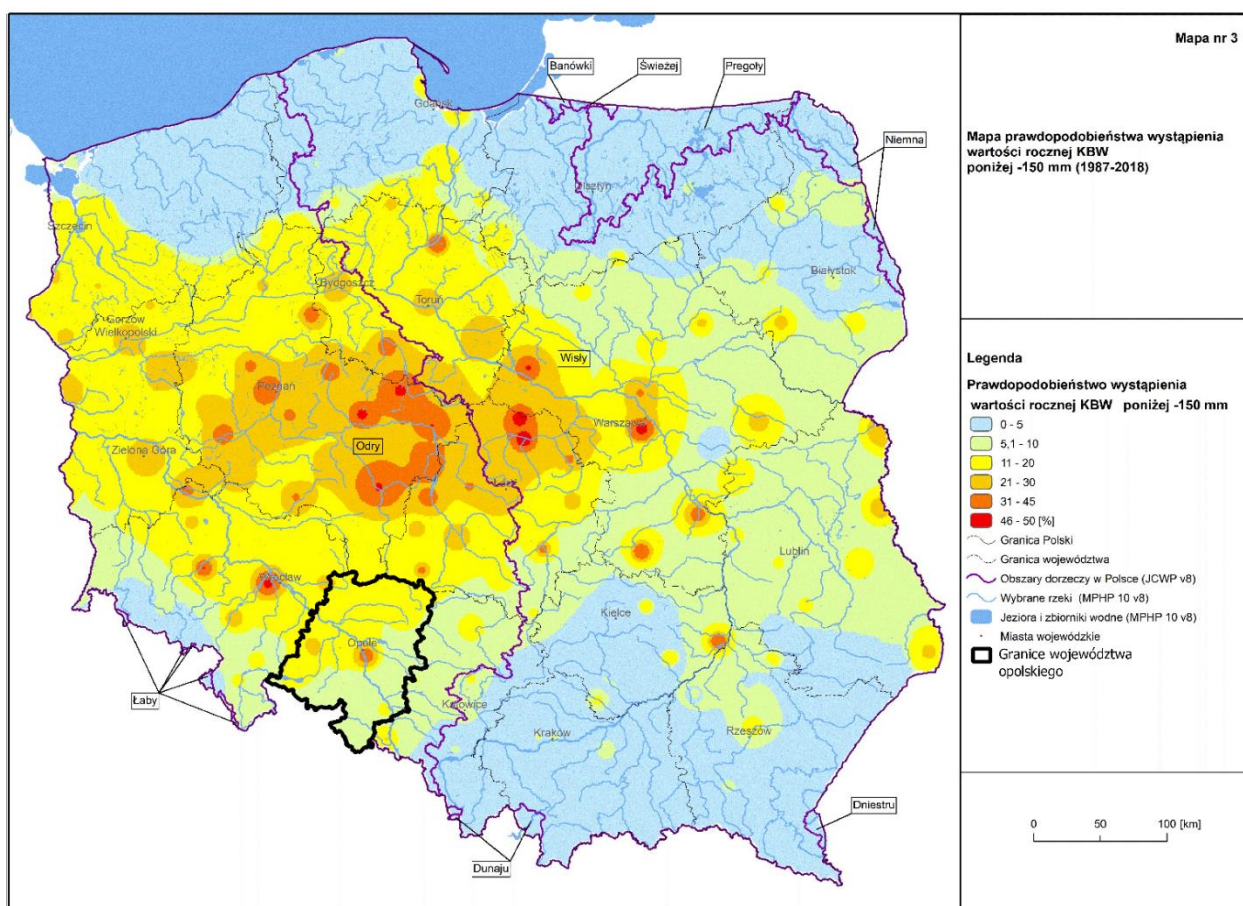 Mapa nr 3
Mapa prawdopodobieństwa wystąpienia
wartości rocznej KBW
poniżej -150 mm (1987-2018)
Banówki
Świeżej
Pregoły
Niemna
Gdańsk
Olsztyn
Szczecin
Białystok
Bydgoszcz
Toruń
Gorzów
Wielkopolski
Wisły
Poznań
Warszawa
Odry
Zielona Góra
Lublin
Wrocław
Kielce
Opole
Łaby
Katowice
Kraków
Rzeszów
Dniestru
Dunaju
Legenda
Prawdopodobieństwo wystąpienia
wartości rocznej KBW poniżej -150 mm
0 - 5
5,1 - 10
11 - 20
21 - 30
31 - 45
46 - 50 [%]
Granica Polski
Granica województwa
Obszary dorzeczy w Polsce (JCWP v8)
Wybrane rzeki (MPHP 10 v8)
Jeziora i zbiorniki wodne (MPHP 10 v8)
Miasta wojewódzkie
Granice województwa
opolskiego
0 50 100 [km]